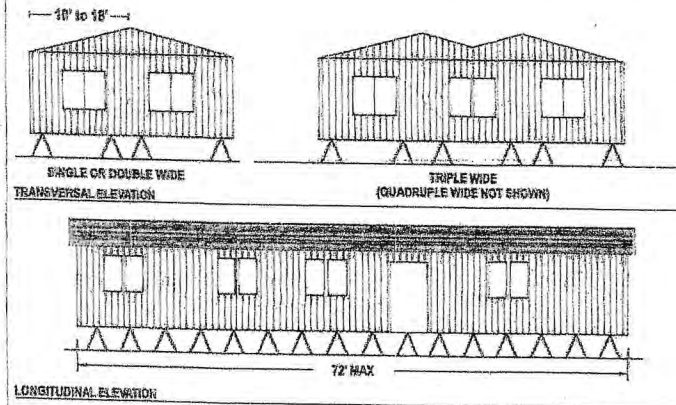 10' to 18'
SINGLE OR DOUBLE WIDE
TRIPLE WIDE
(QUADRUPLE WIDE NOT SHOWN)
TRANSVERSAL ELEVATION
72' MAX
LONGITUDINAL ELEVATION